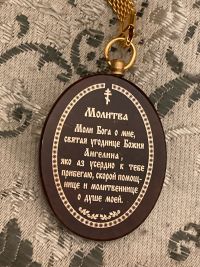 Молитва
Моли Бога о мне,
святая угоднице Божия
Ангелина,
яко аз усердно к тебе
прибегаю, скорой помощ-
нице и молитвеннице
о душе моей.